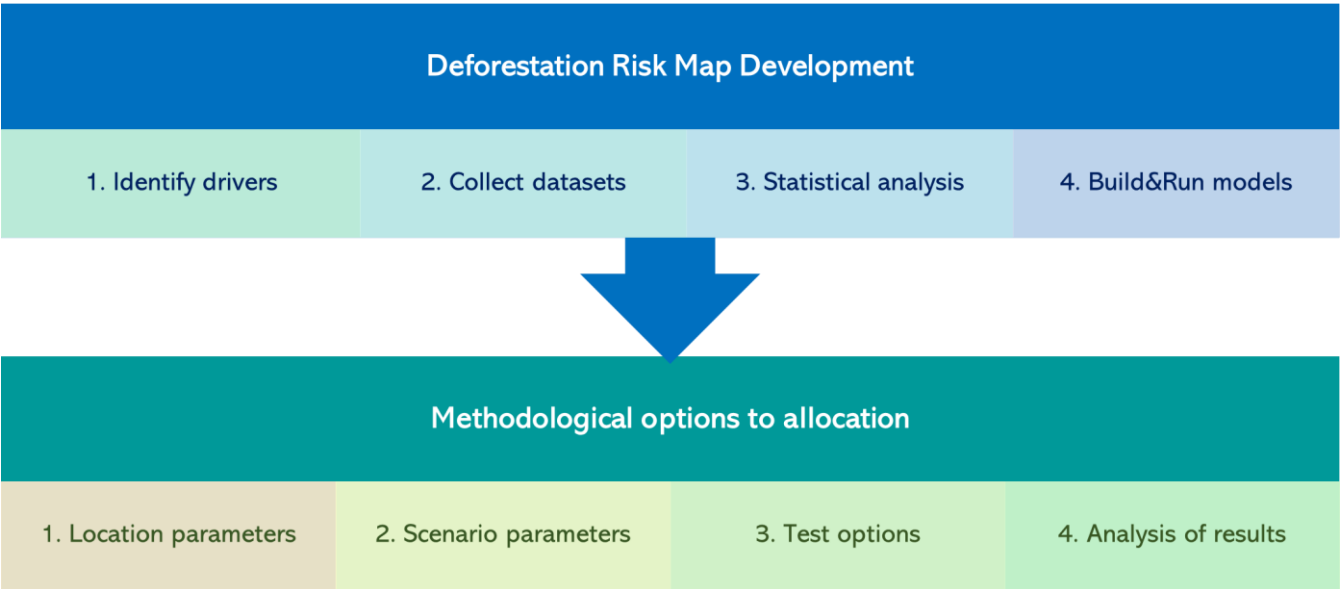 Deforestation Risk Map Development
1. Identify drivers
2. Collect datasets
3. Statistical analysis
4. Build&Run models
Methodological options to allocation
1. Location parameters
2. Scenario parameters
3. Test options
4. Analysis of results